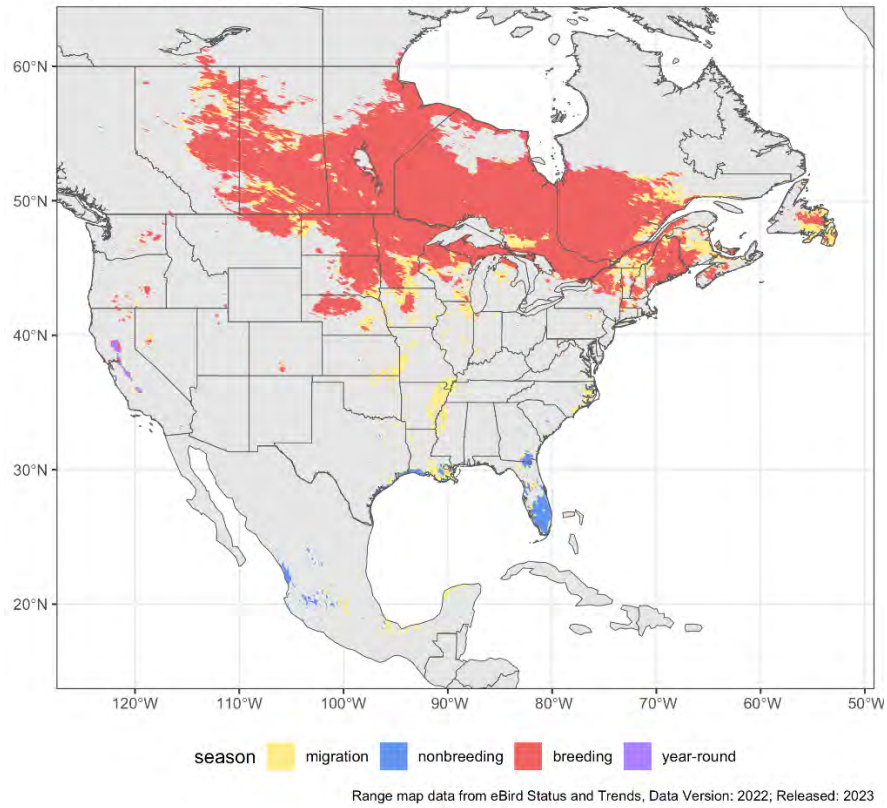 60°N
50°N
40°N
30°N
20°N
120°W 110°W 100°W 90°W 80°W 70°W 60°W 50°W
season migration nonbreeding breeding year-round
Range map data from eBird Status and Trends, Data Version: 2022; Released: 2023